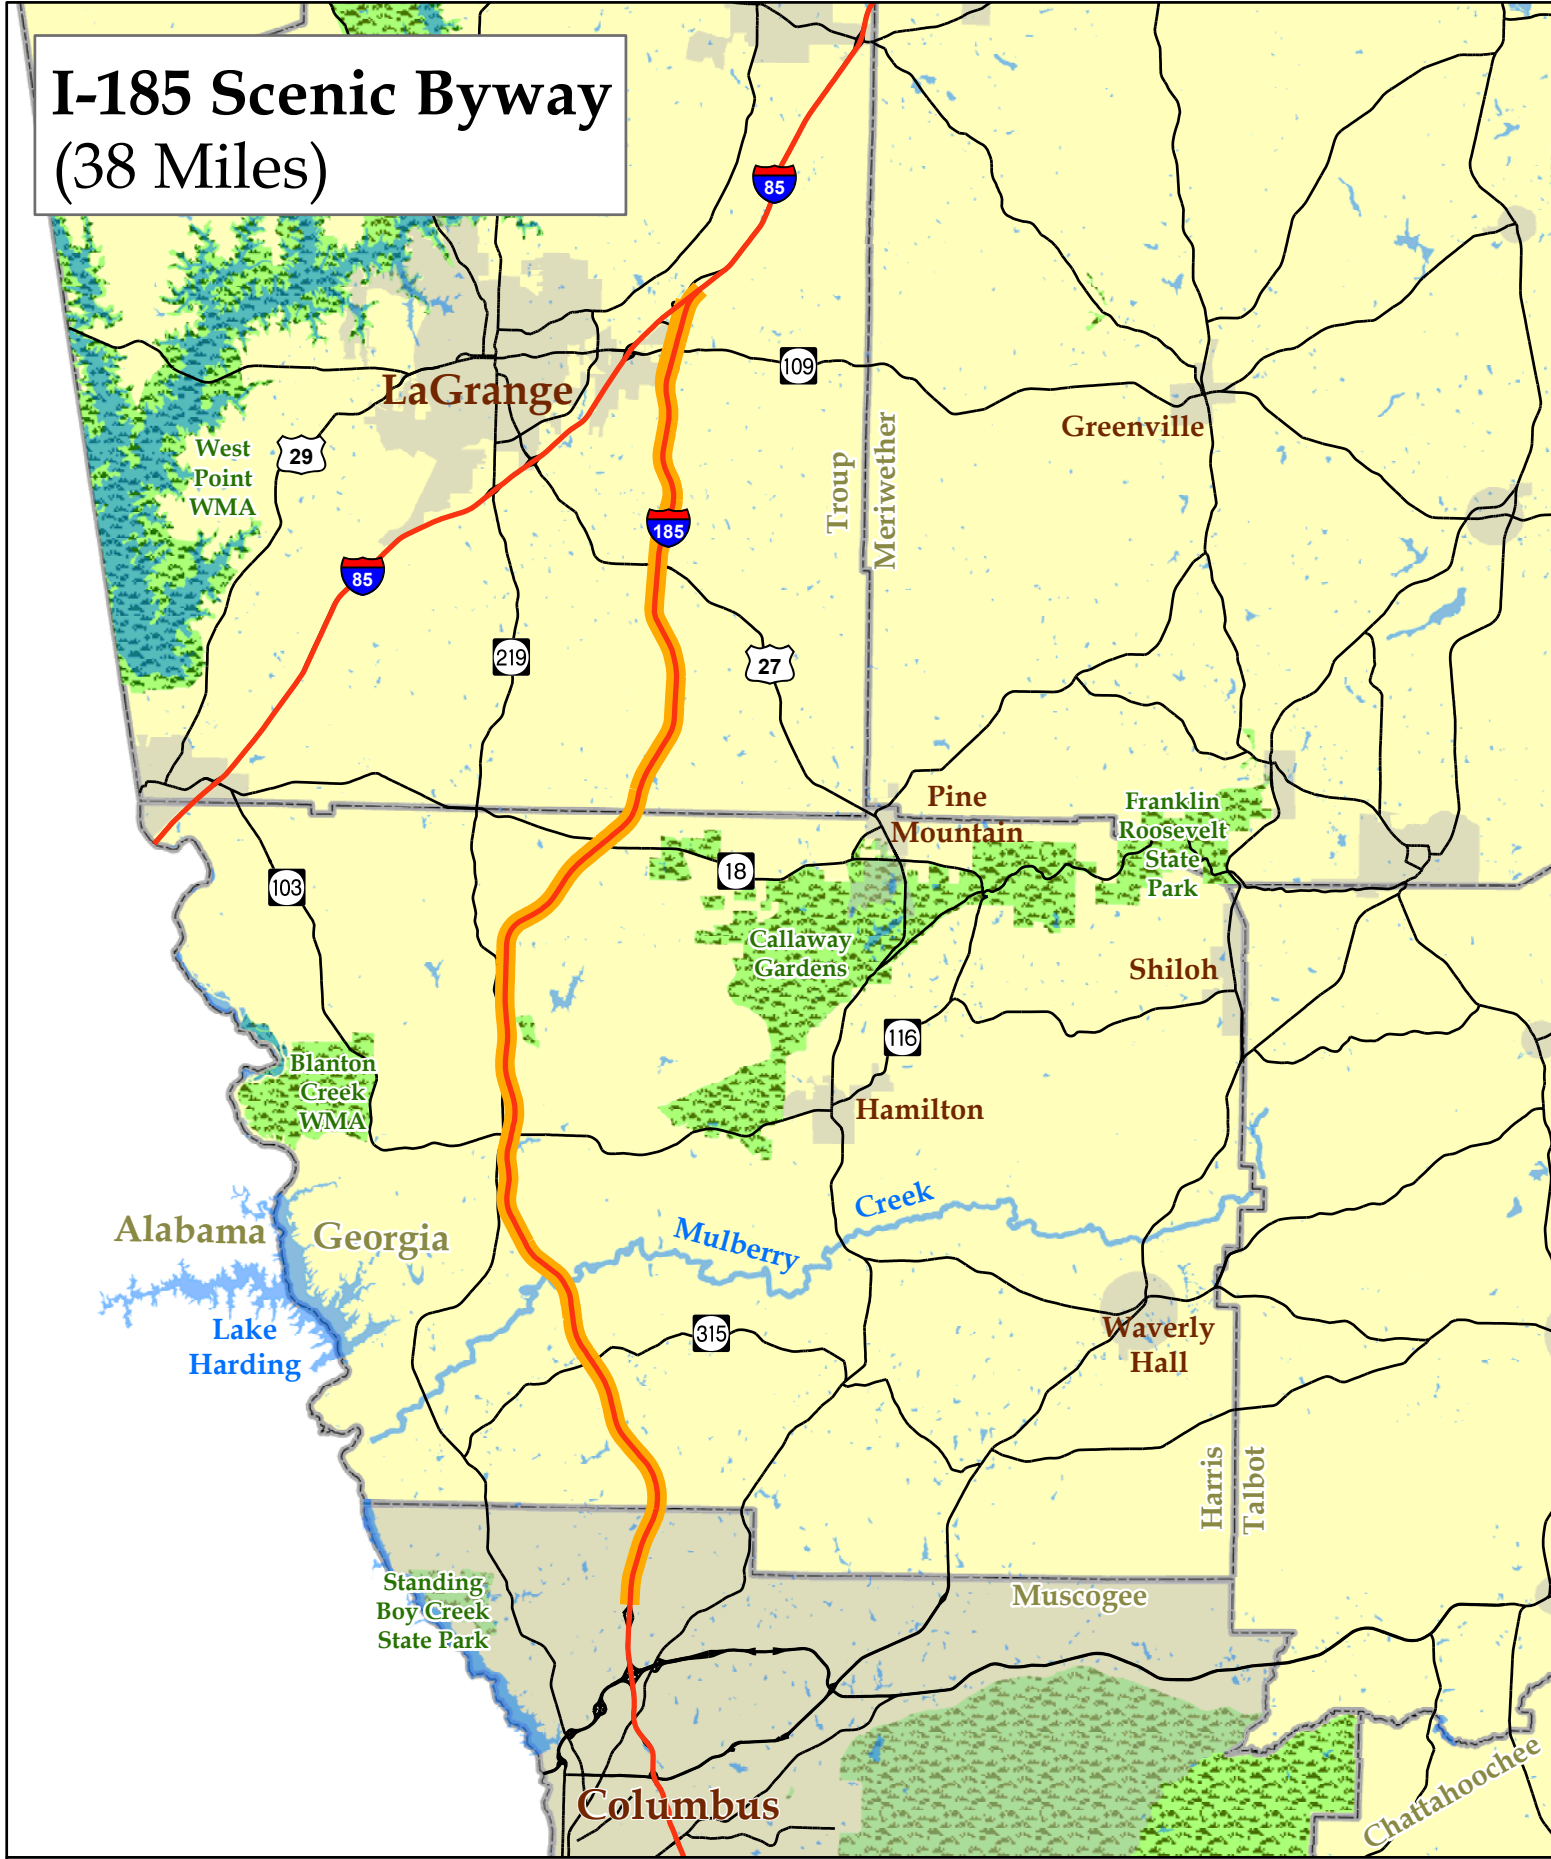 I-185 Scenic Byway
(38 Miles)
85
109
LaGrange
Greenville
West
Point
WMA
29
Troup
Meriwether
185
85
219
27
Pine
Mountain
Franklin
Roosevelt
State
Park
18
103
Callaway
Gardens
Shiloh
116
Blanton
Creek
WMA
Hamilton
Mulberry
Creek
Alabama
Georgia
Lake
Harding
315
Waverly
Hall
Harris
Talbot
Standing
Boy Creek
State Park
Muscogee
Columbus
Chattahoochee